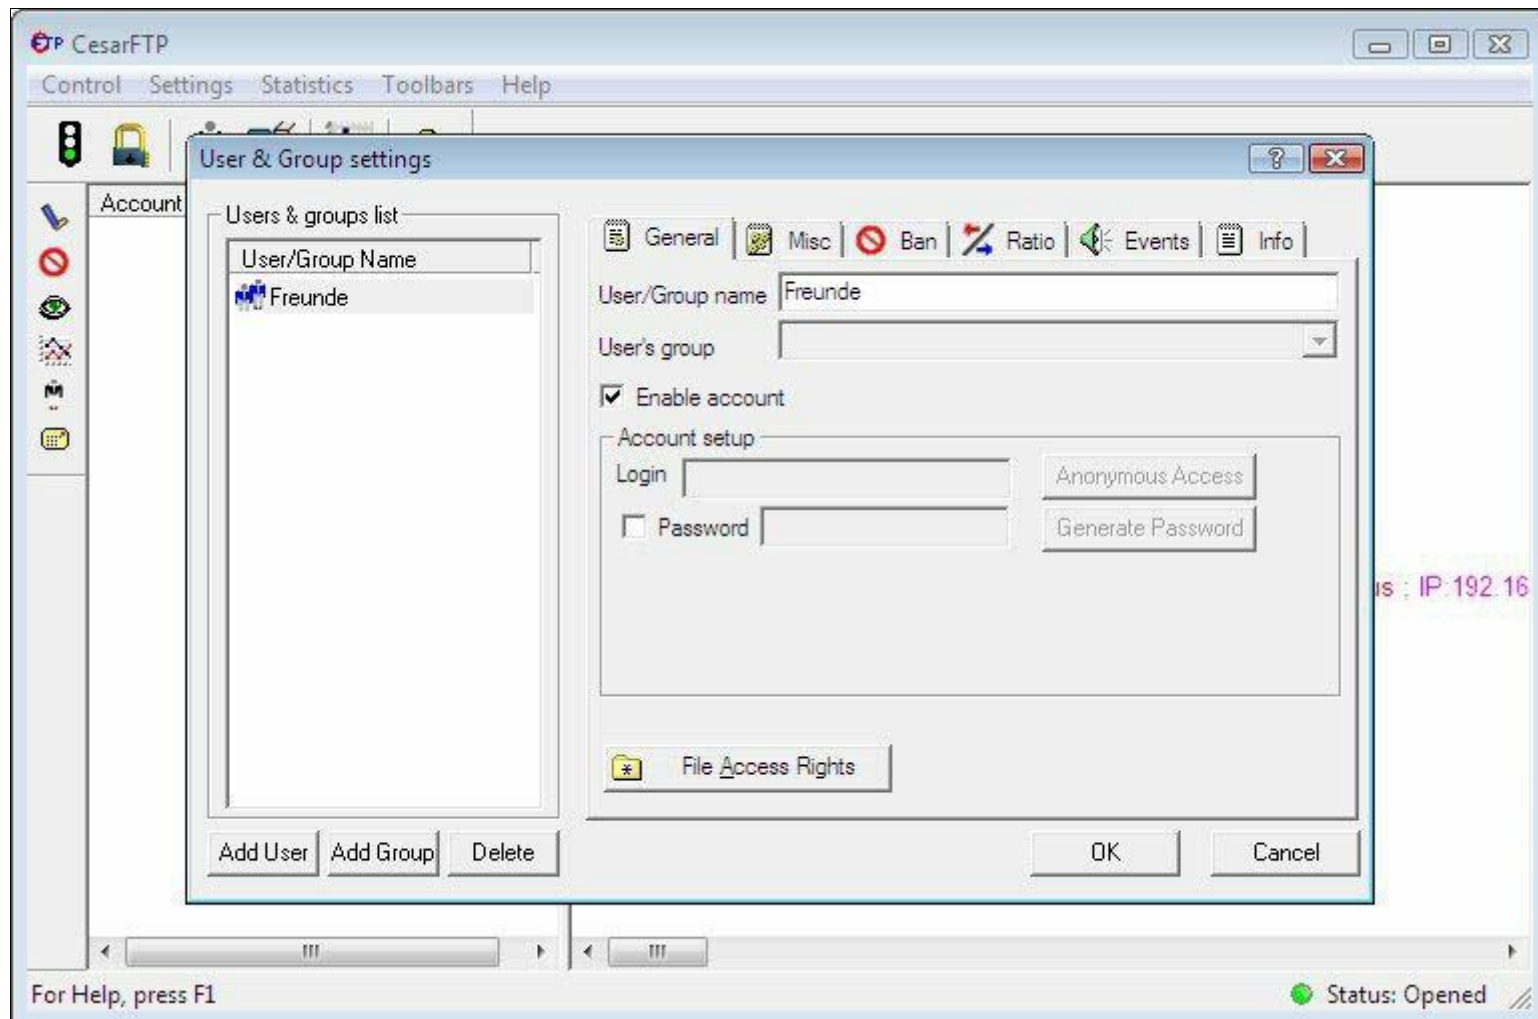 FTP CesarFTP
Control Settings Statistics Toolbars Help
User & Group settings
Account
Users & groups list
User/Group Name
Freunde
General Misc Ban Ratio Events Info
User/Group name Freunde
User's group
Enable account
Account setup
Login Anonymous Access
Password Generate Password
us ; IP:192.16
File Access Rights
Add User Add Group Delete OK Cancel
For Help, press F1 Status: Opened